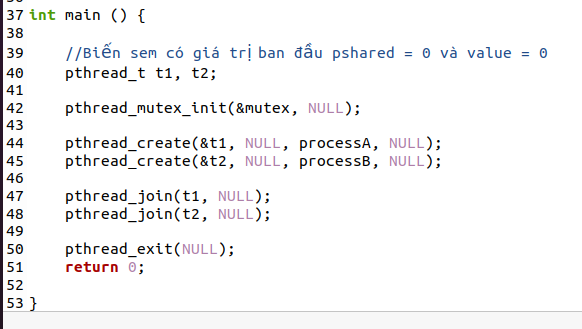 37 int main () {
38
39 //Biến sem có giá trị ban đầu pshared = 0 và value = 0
40 pthread_t t1, t2;
41
42 pthread_mutex_init(&mutex, NULL);
43
44 pthread_create(&t1, NULL, processA, NULL);
45 pthread_create(&t2, NULL, processB, NULL);
46
47 pthread_join(t1, NULL);
48 pthread_join(t2, NULL);
49
50 pthread_exit(NULL);
51 return 0;
52
53 }